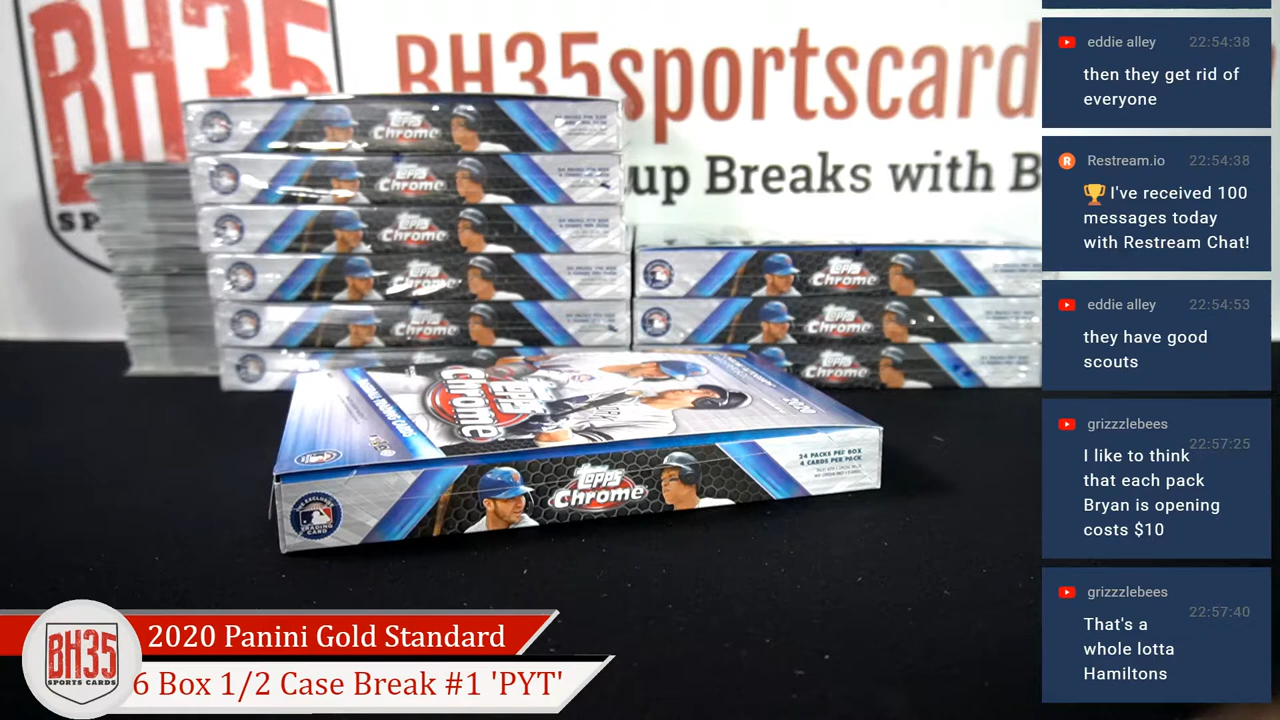 BH35
SP
BH35sportscard
up Breaks with B
Topps
Chrome
Topps
Chrome
Topps
Chrome
Topps
Chrome
Topps
Chrome
Topps
Chrome
Topps
Chrome
Chrome
Topps
Chrome
2020
24 PACKS PER BOX
4 CARDS PER PACK
Topps
Chrome
TRADING
CARD
BH35
SPORTS CARDS
2020 Panini Gold Standard
6 Box 1/2 Case Break #1 'PYT'
eddie alley 22:54:38
then they get rid of
everyone
Restream.io 22:54:38
🏆 I've received 100
messages today
with Restream Chat!
eddie alley 22:54:53
they have good
scouts
grizzzlebees
22:57:25
I like to think
that each pack
Bryan is opening
costs $10
grizzzlebees
22:57:40
That's a
whole lotta
Hamiltons